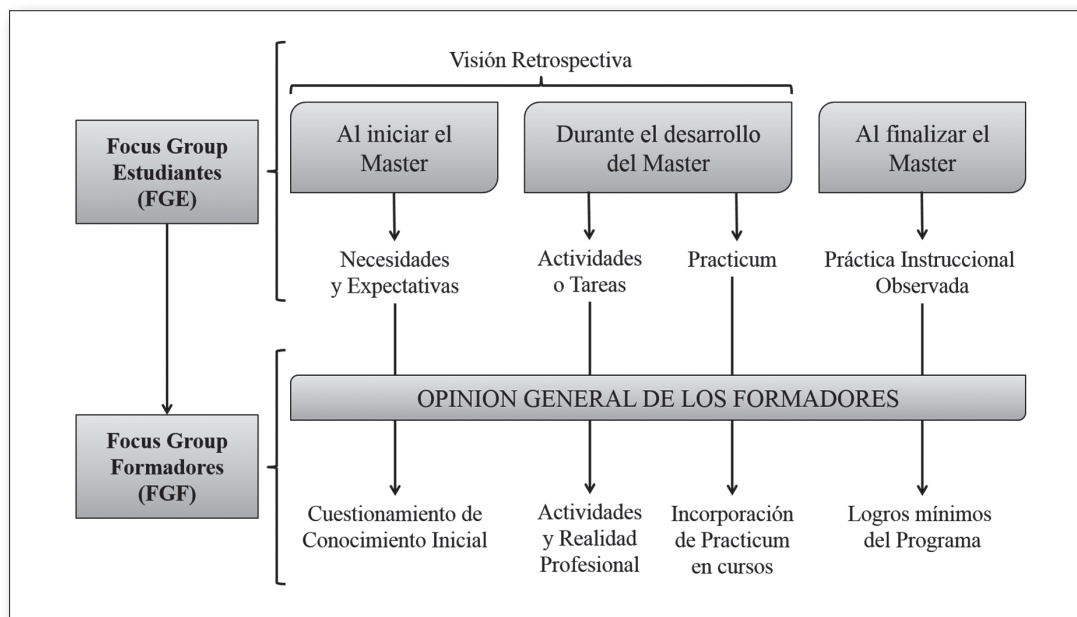 Visión Retrospectiva
Focus Group
Estudiantes
(FGE)
Al iniciar el
Master
Durante el desarrollo
del Master
Al finalizar el
Master
Necesidades
y Expectativas
Actividades
o Tareas
Practicum
Práctica Instruccional
Observada
Focus Group
Formadores
(FGF)
OPINION GENERAL DE LOS FORMADORES
Cuestionamiento de
Conocimiento Inicial
Actividades
y Realidad
Profesional
Incorporación
de Practicum
en cursos
Logros mínimos
del Programa